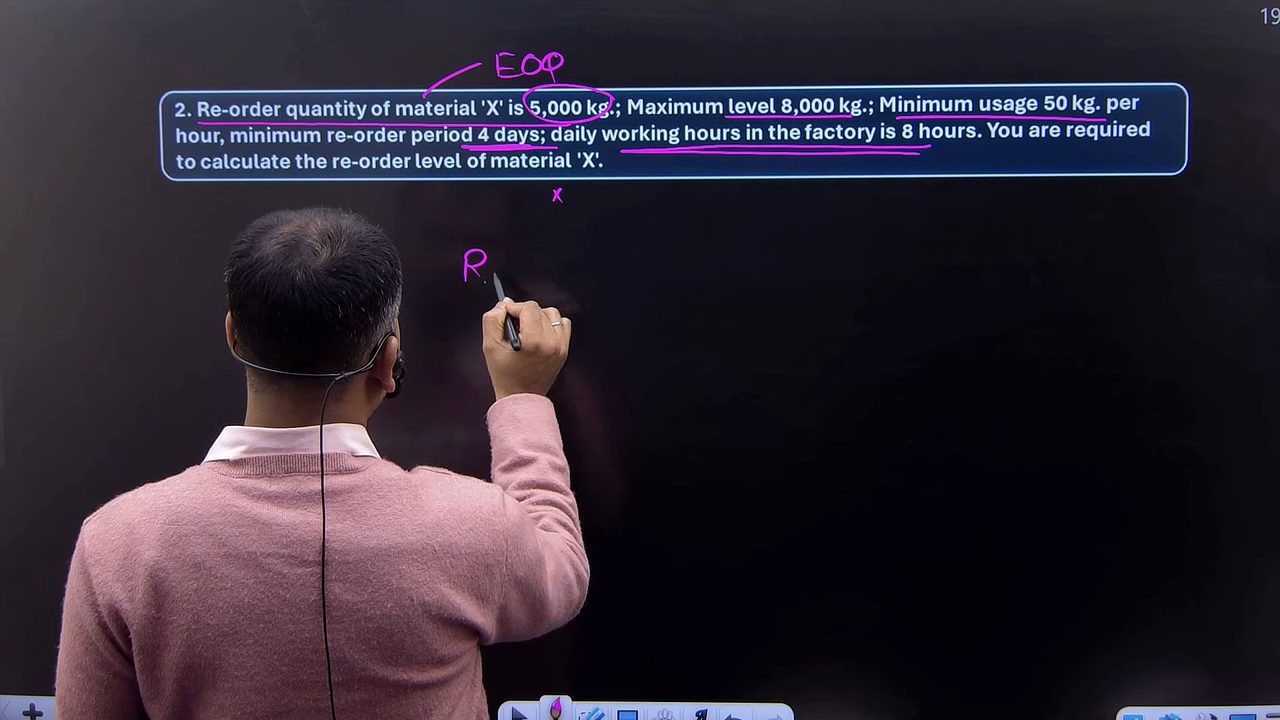 19
EOQ
2. Re-order quantity of material 'X' is 5,000 kg.; Maximum level 8,000 kg.; Minimum usage 50 kg. per
hour, minimum re-order period 4 days; daily working hours in the factory is 8 hours. You are required
to calculate the re-order level of material 'X'.
x
R.